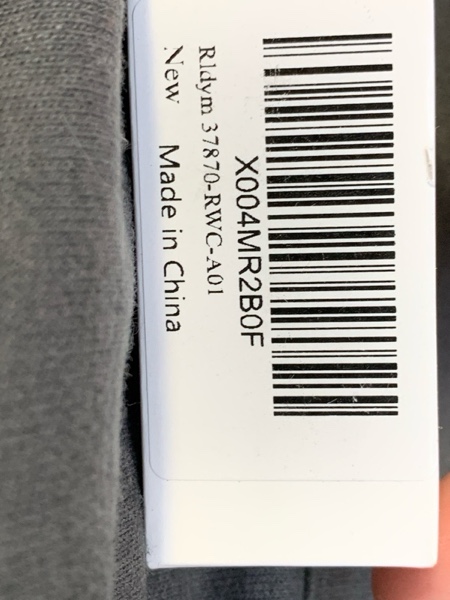 X004MR2B0F
Rldym 37870-RWC-A01
New Made in China